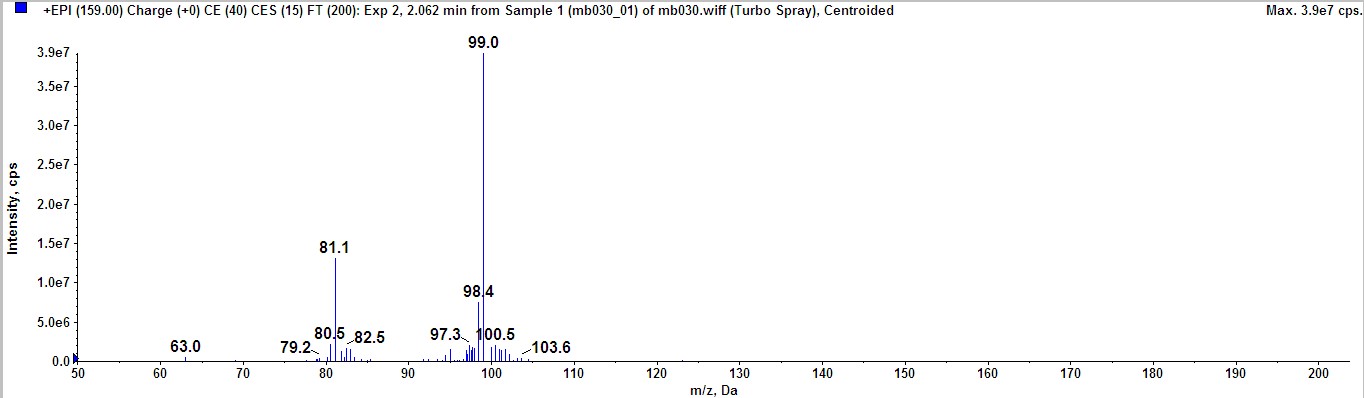 +EPI (159.00) Charge (+0) CE (40) CES (15) FT (200): Exp 2, 2.062 min from Sample 1 (mb030_01) of mb030.wiff (Turbo Spray), Centroided
Max. 3.9e7 cps.
99.0
3.9e7
3.5e7
3.0e7
2.5e7
2.0e7
1.5e7
1.0e7
5.0e6
0.0
Intensity, cps
81.1
98.4
80.5
82.5
97.3
100.5
79.2
63.0
103.6
50 60 70 80 90 100 110 120 130 140 150 160 170 180 190 200
m/z, Da